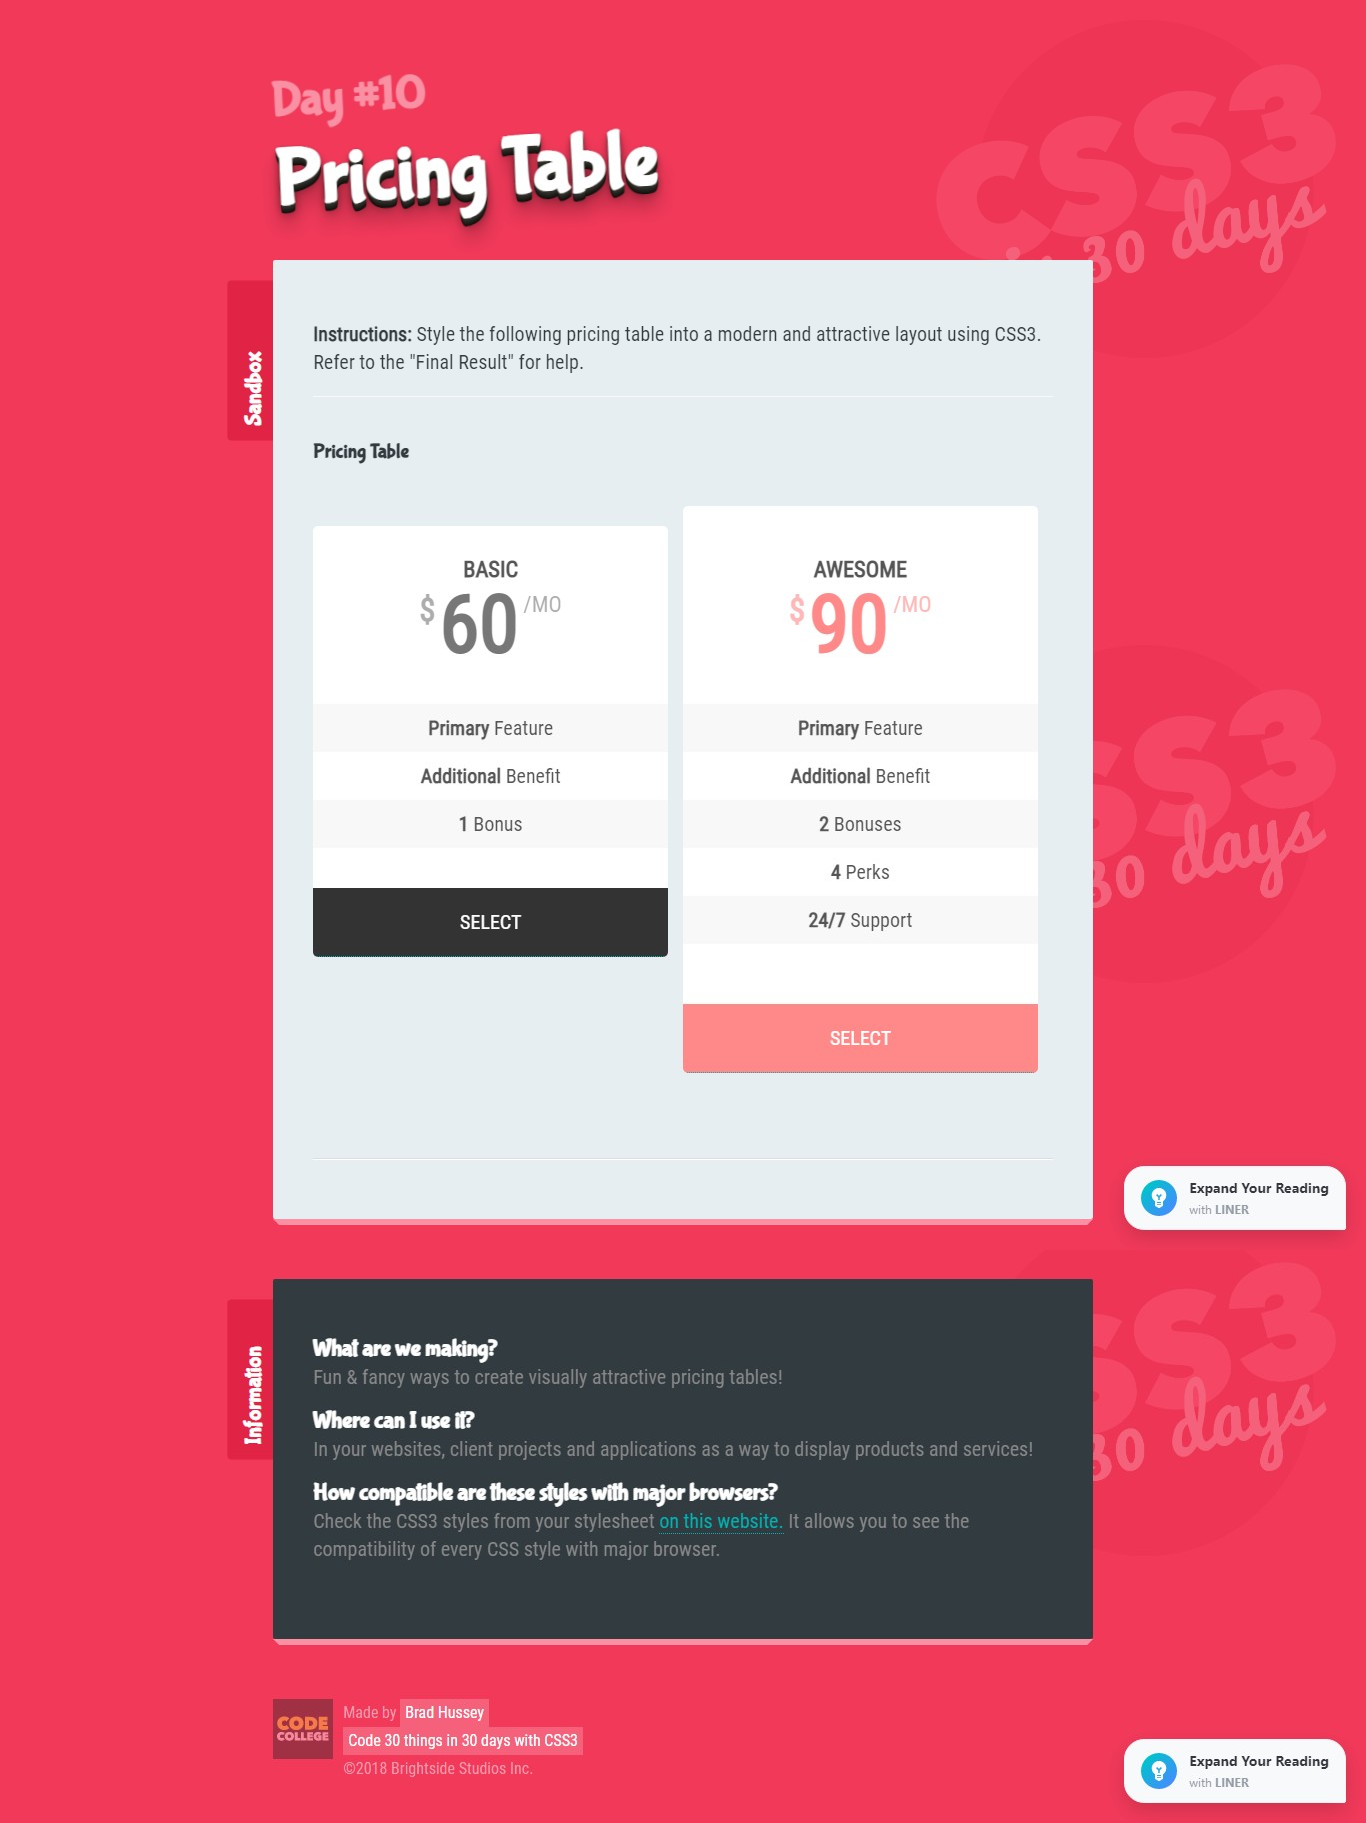 Day #10
Pricing Table
CSS3
30 days
Sandbox
Instructions: Style the following pricing table into a modern and attractive layout using CSS3.
Refer to the "Final Result" for help.
Pricing Table
BASIC
$60/MO
Primary Feature
Additional Benefit
1 Bonus
SELECT
AWESOME
$90/MO
Primary Feature
Additional Benefit
2 Bonuses
4 Perks
24/7 Support
SELECT
SS3
30 days
Expand Your Reading
with LINER
Information
What are we making?
Fun & fancy ways to create visually attractive pricing tables!
Where can I use it?
In your websites, client projects and applications as a way to display products and services!
How compatible are these styles with major browsers?
Check the CSS3 styles from your stylesheet on this website. It allows you to see the
compatibility of every CSS style with major browser.
SS3
30 days
CODE
COLLEGE
Made by Brad Hussey
Code 30 things in 30 days with CSS3
©2018 Brightside Studios Inc.
Expand Your Reading
with LINER